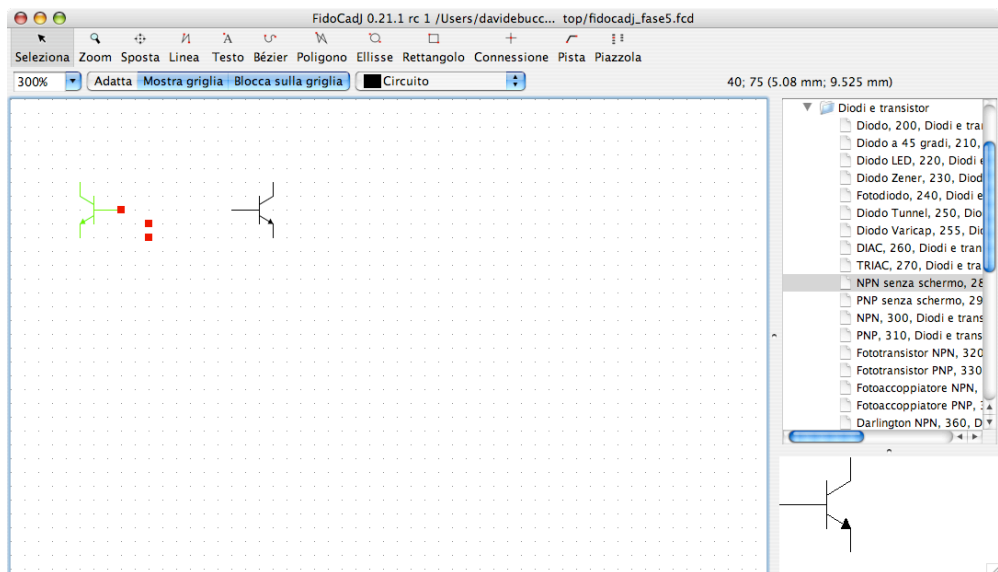 FidoCadJ 0.21.1 rc 1 /Users/davidebucc... top/fidocadj_fase5.fcd
Seleziona Zoom Sposta Linea Testo Bézier Poligono Ellisse Rettangolo Connessione Pista Piazzola
300% Adatta Mostra griglia Blocca sulla griglia Circuito 40; 75 (5.08 mm; 9.525 mm)
Diodi e transistor
Diodo, 200, Diodi e tra
Diodo a 45 gradi, 210,
Diodo LED, 220, Diodi e
Diodo Zener, 230, Diod
Fotodiodo, 240, Diodi e
Diodo Tunnel, 250, Dio
Diodo Varicap, 255, Di
DIAC, 260, Diodi e tran
TRIAC, 270, Diodi e tra
NPN senza schermo, 28
PNP senza schermo, 29
NPN, 300, Diodi e trans
PNP, 310, Diodi e trans
Fototransistor NPN, 320
Fototransistor PNP, 330
Fotoaccoppiatore NPN,
Fotoaccoppiatore PNP,
Darlington NPN, 360, D